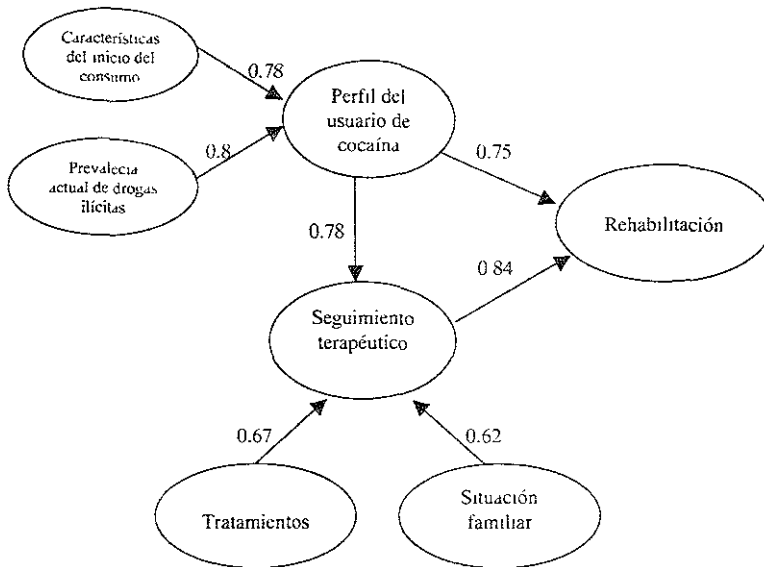 Características
del inicio del
consumo
0.78
Perfil del
usuario de
cocaína
Prevalecia
actual de drogas
ilícitas
0.8
0.75
Rehabilitación
0.78
0 84
Seguimiento
terapéutico
0.67
0.62
Tratamientos
Situación
familiar